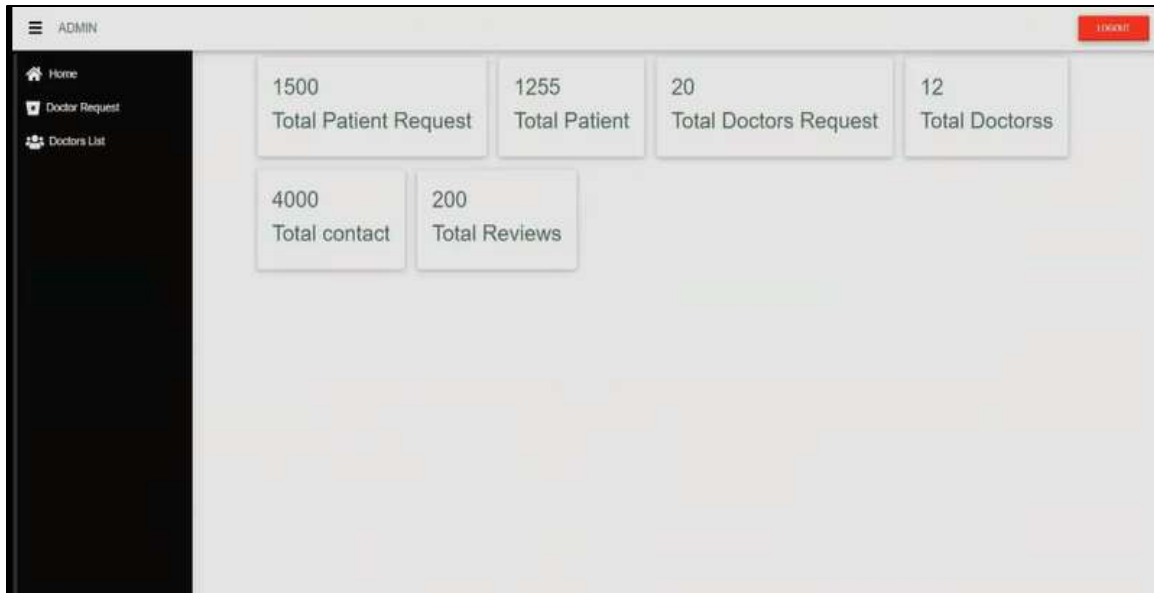 ADMIN
LOGOUT
Home
Doctor Request
Doctors List
1500
Total Patient Request
1255
Total Patient
20
Total Doctors Request
12
Total Doctorss
4000
Total contact
200
Total Reviews